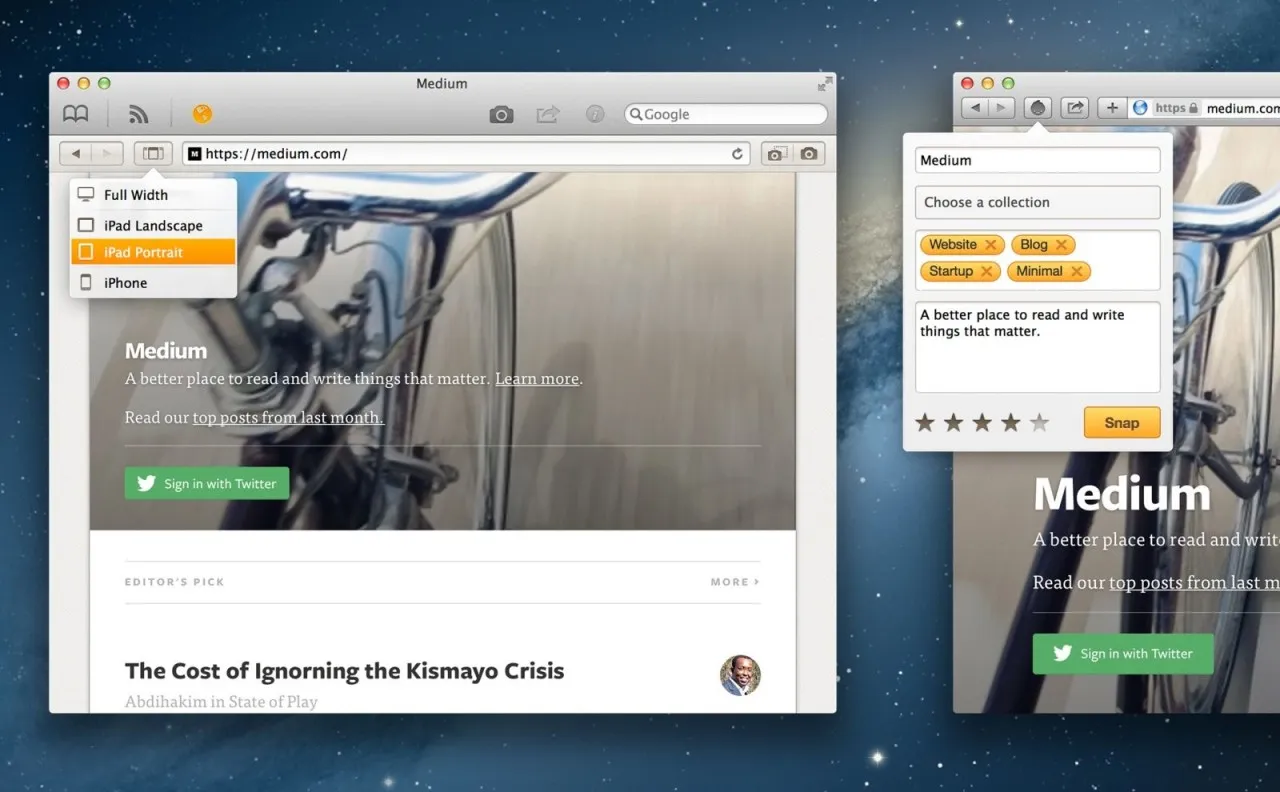 Medium
Google
https://medium.com/
Full Width
iPad Landscape
iPad Portrait
iPhone
Medium
A better place to read and write things that matter. Learn more.
Read our top posts from last month.
Sign in with Twitter
EDITOR'S PICK
MORE
The Cost of Ignorning the Kismayo Crisis
Abdihakim in State of Play
https medium.com
Medium
Choose a collection
Website Blog
Startup Minimal
A better place to read and write
things that matter.
Snap
Medium
A better place to read and write
Read our top posts from last m
Sign in with Twitter